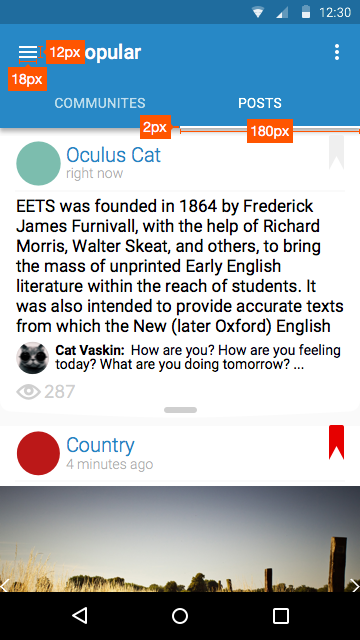 12:30
12px
opular
18px
COMMUNITES
POSTS
2px
180px
Oculus Cat
right now
EETS was founded in 1864 by Frederick
James Furnivall, with the help of Richard
Morris, Walter Skeat, and others, to bring
the mass of unprinted Early English
literature within the reach of students. It
was also intended to provide accurate texts
from which the New (later Oxford) English
Cat Vaskin: How are you? How are you feeling
today? What are you doing tomorrow? ...
287
Country
4 minutes ago